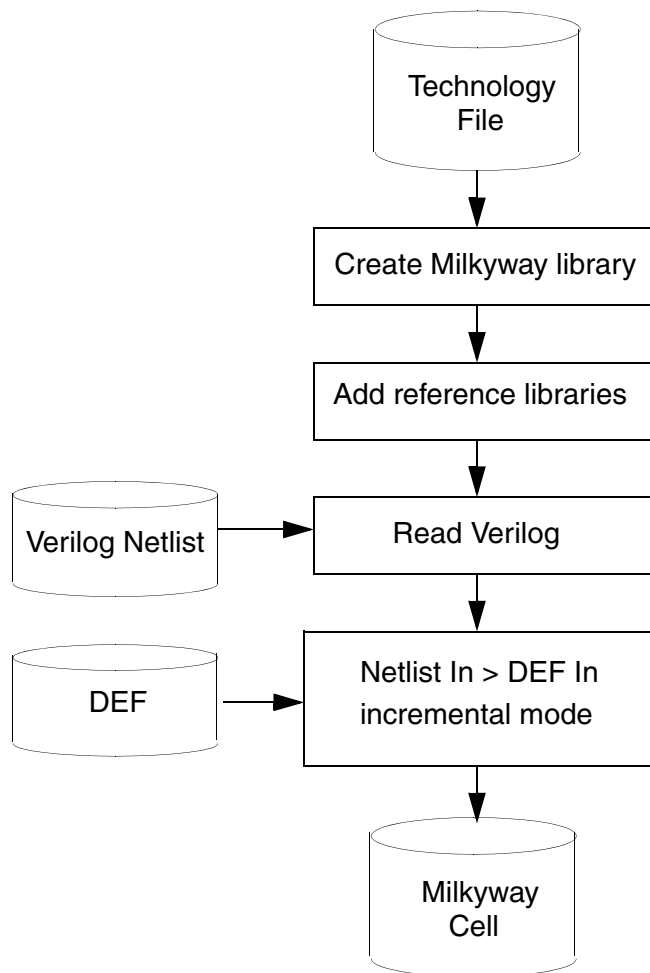 Technology
File
Create Milkyway library
Add reference libraries
Verilog Netlist
Read Verilog
DEF
Netlist In > DEF In
incremental mode
Milkyway
Cell